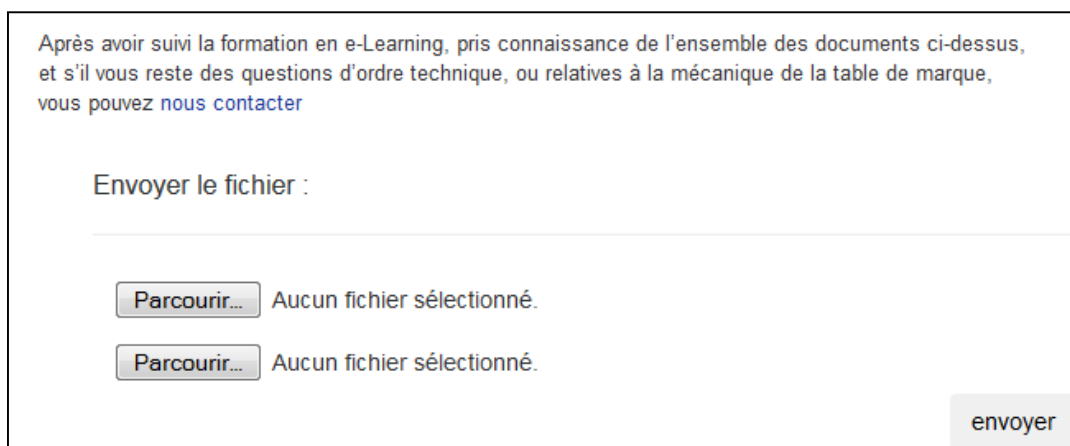 Après avoir suivi la formation en e-Learning, pris connaissance de l'ensemble des documents ci-dessus,
et s'il vous reste des questions d'ordre technique, ou relatives à la mécanique de la table de marque,
vous pouvez nous contacter
Envoyer le fichier :
Parcourir... Aucun fichier sélectionné.
Parcourir... Aucun fichier sélectionné.
envoyer